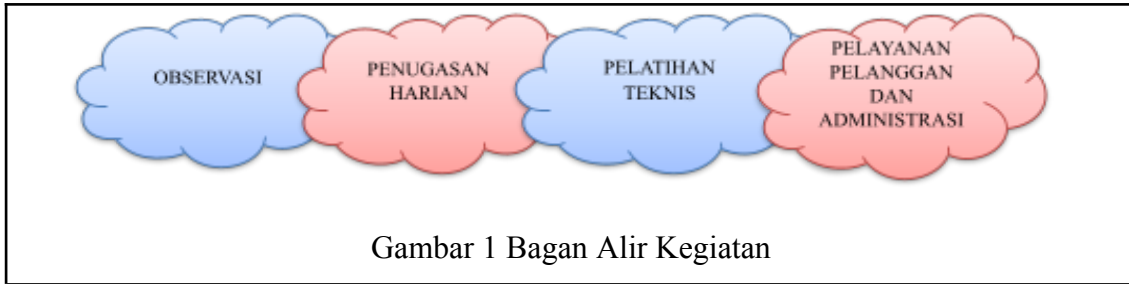 OBSERVASI
PENUGASAN
HARIAN
PELATIHAN
TEKNIS
PELAYANAN
PELANGGAN
DAN
ADMINISTRASI
Gambar 1 Bagan Alir Kegiatan